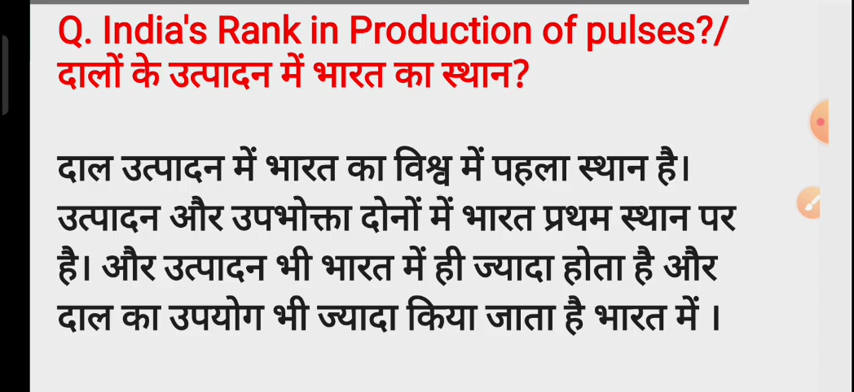 Q. India's Rank in Production of pulses?/
दालों के उत्पादन में भारत का स्थान?
दाल उत्पादन में भारत का विश्व में पहला स्थान है।
उत्पादन और उपभोक्ता दोनों में भारत प्रथम स्थान पर
है। और उत्पादन भी भारत में ही ज्यादा होता है और
दाल का उपयोग भी ज्यादा किया जाता है भारत में ।